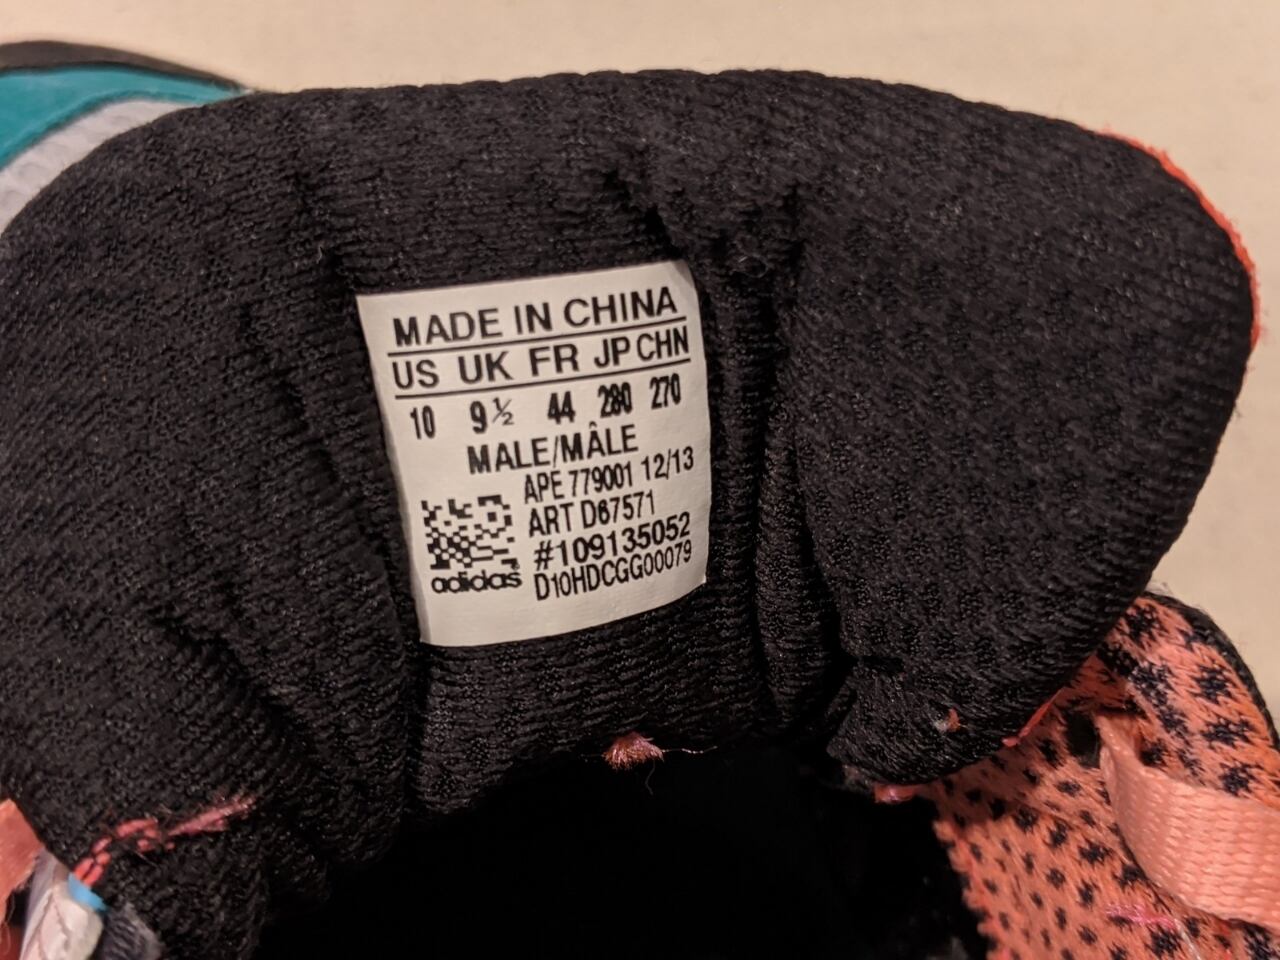 MADE IN CHINA
US UK FR JP CHN
10 9½ 44 280 270
MALE/MÂLE
APE 779001 12/13
ART D67571
#109135052
adidas® D10HDCGG00079